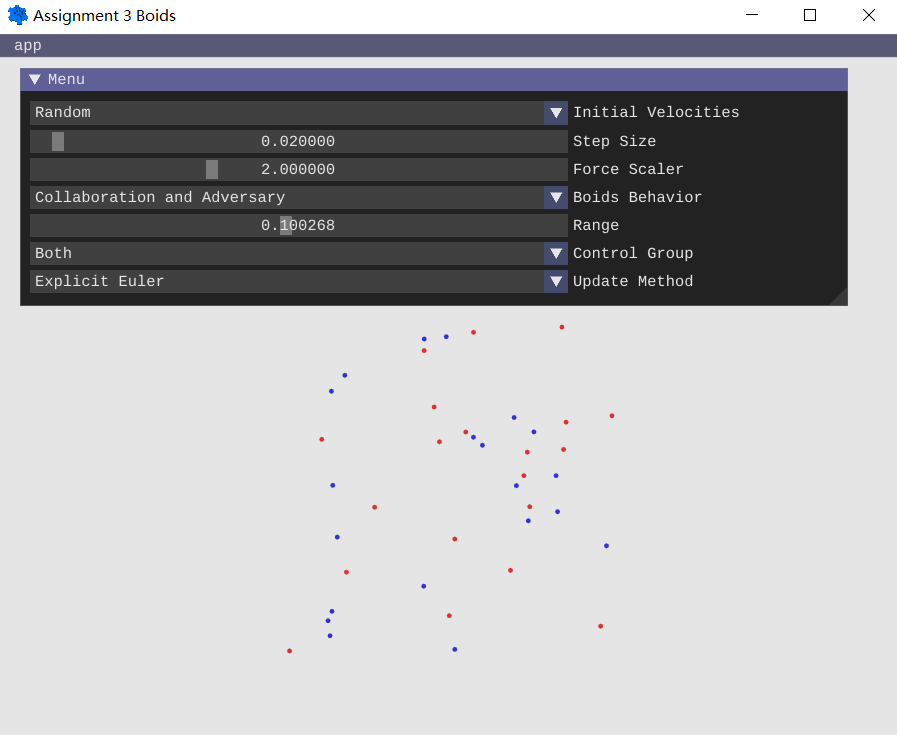 Assignment 3 Boids
app
Menu
Random Initial Velocities
0.020000 Step Size
2.000000 Force Scaler
Collaboration and Adversary Boids Behavior
0.100268 Range
Both Control Group
Explicit Euler Update Method